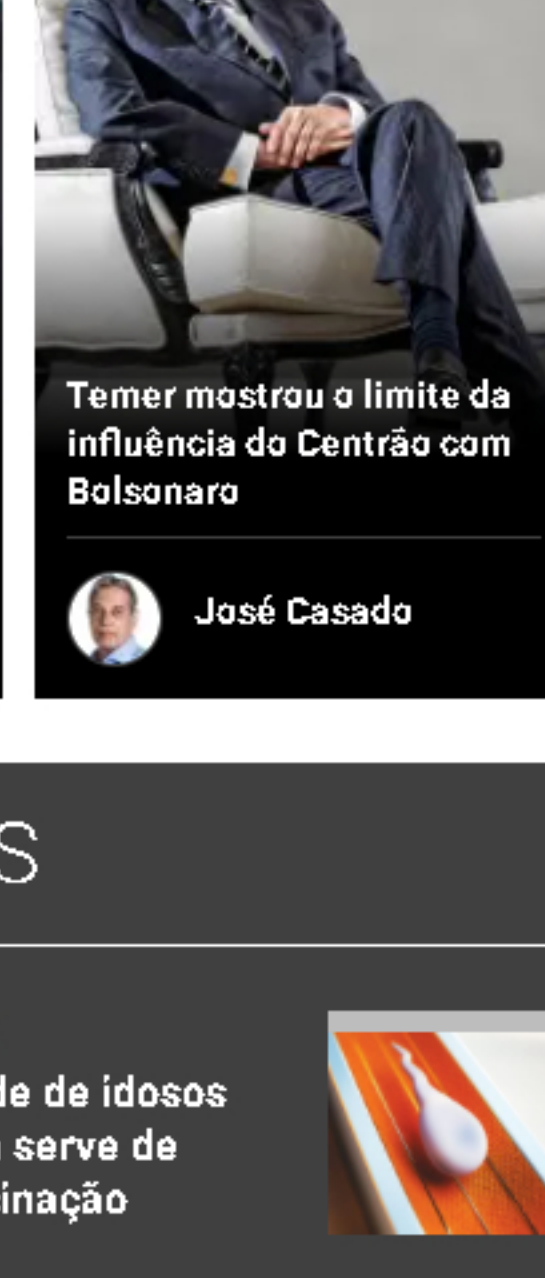 Temer mostrou o limite da
influência do Centrão com
Bolsonaro
José Casado
S
de de idosos
serve de
inação